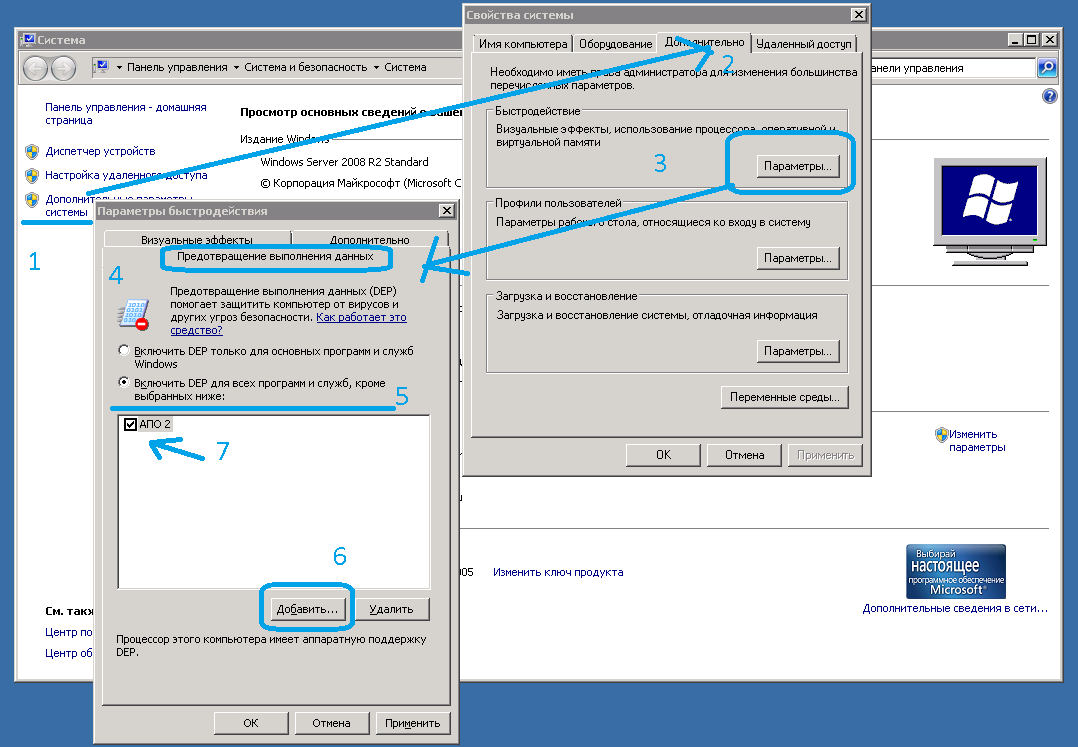 Система
Панель управления
Система и безопасность
Система
Панель управления - домашняя
страница
Диспетчер устройств
Настройка удаленного доступа
Дополнительные параметры
системы
1
Просмотр основных сведений о
Издание Windows
Windows Server 2008 R2 Standard
© Корпорация Майкрософт (Microsoft C
См.
Центр
Центр
Свойства системы
Имя компьютера
Оборудование
Дополнительно
Удаленный доступ
2
Необходимо иметь права администратора для изменения большинства
перечисленных параметров.
Быстродействие
Визуальные эффекты, использование процессора, оперативной и
виртуальной памяти
3
Параметры...
Профили пользователей
Параметры рабочего стола, относящиеся ко входу в систему
Параметры...
Загрузка и восстановление
Загрузка и восстановление системы, отладочная информация
Параметры...
Переменные среды...
ОК
Отмена
Применить
управления
Изменить
параметры
Изменить ключ продукта
Выбирай
настоящее
программное обеспечение
Microsoft®
Дополнительные сведения в сети...
Параметры быстродействия
Визуальные эффекты
Дополнительно
Предотвращение выполнения данных
4
Предотвращение выполнения данных (DEP)
помогает защитить компьютер от вирусов и
других угроз безопасности. Как работает это
средство?
Включить DEP только для основных программ и служб
Windows
Включить DEP для всех программ и служб, кроме
выбранных ниже:
5
АПО 2
7
6
Добавить...
Удалить
Процессор этого компьютера имеет аппаратную поддержку
DEP.
ОК
Отмена
Применить